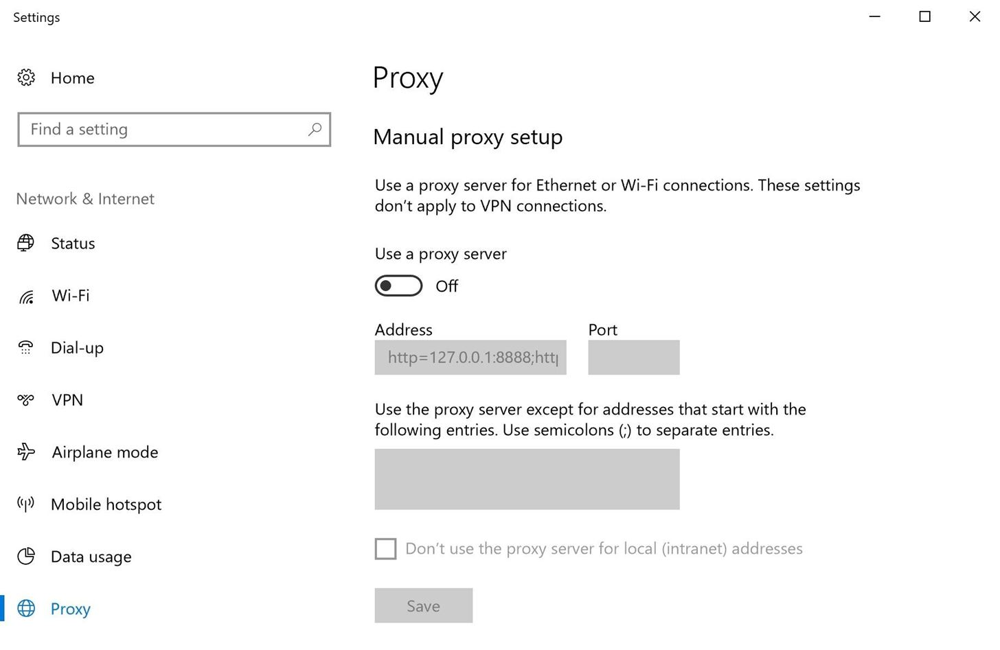 Settings
Home
Find a setting
Network & Internet
Status
Wi-Fi
Dial-up
VPN
Airplane mode
Mobile hotspot
Data usage
Proxy
Proxy
Manual proxy setup
Use a proxy server for Ethernet or Wi-Fi connections. These settings
don't apply to VPN connections.
Use a proxy server
Off
Address
Port
http=127.0.0.1:8888;http
Use the proxy server except for addresses that start with the
following entries. Use semicolons (;) to separate entries.
Don't use the proxy server for local (intranet) addresses
Save